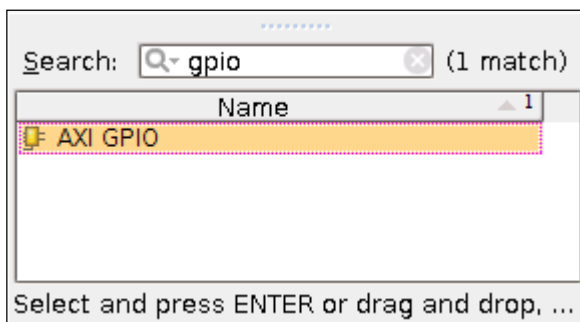 Search: gpio (1 match)
Name 1
AXI GPIO
Select and press ENTER or drag and drop, ...